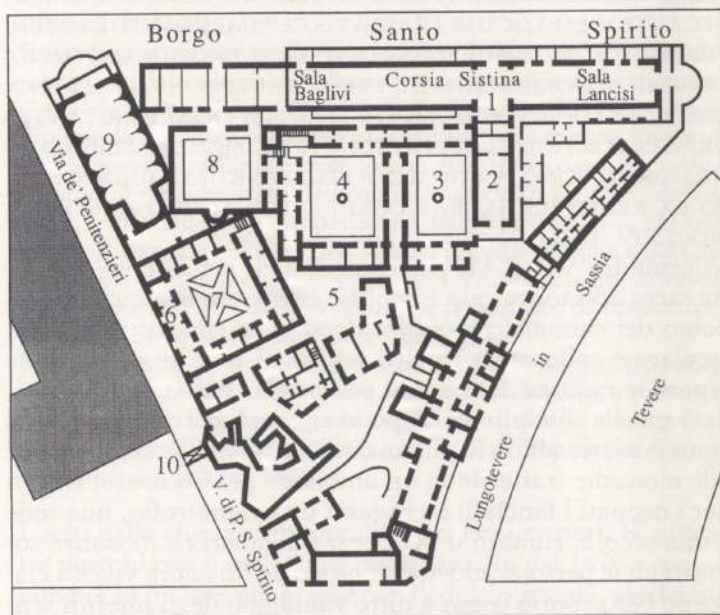 Borgo Santo Spirito
Sala Baglivi
Corsia Sistina
Sala Lancisi
1
9
8
4
3
2
Via de' Penitenzieri
5
6
10
V. di P. S. Spirito
Lungotevere in Sassia
Tevere